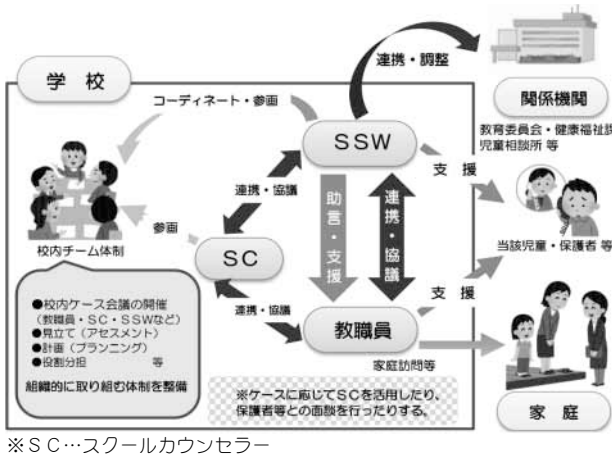 学 校
連携・調整
関係機関
教育委員会・健康福祉課
児童相談所 等
コーディネート・参画
SSW
支 援
連携・協議
助言・支援
連携・協議
参画
校内チーム体制
SC
当該児童・保護者 等
連携・協議
支 援
教職員
●校内ケース会議の開催
(教職員・SC・SSWなど)
●見立て(アセスメント)
●計画(プランニング)
●役割分担 等
組織的に取り組む体制を整備
家庭訪問等
※ケースに応じてSCを活用したり、
保護者等との面談を行ったりする。
家 庭
※SC…スクールカウンセラー